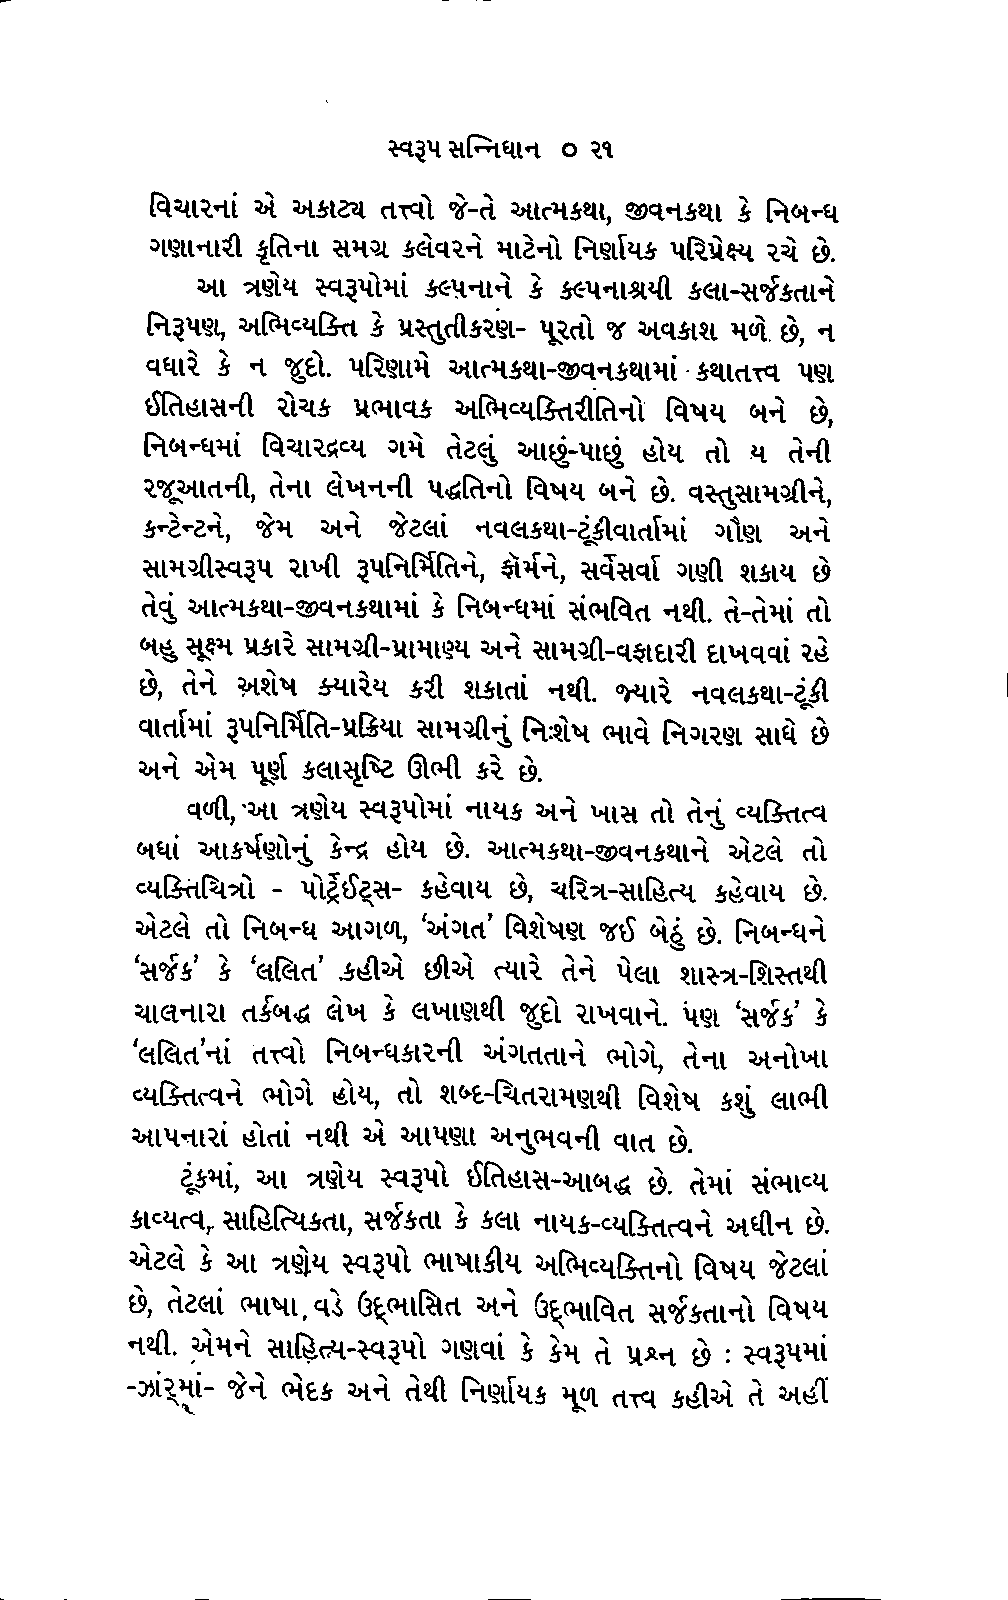 સ્વરૂપ સન્નિધાન ૦ ૨૧
વિચારનાં એ અકાટ્ય તત્ત્વો જે-તે આત્મકથા, જીવનકથા કે નિબન્ધ
ગણાનારી કૃતિના સમગ્ર કલેવરને માટેનો નિર્ણાયક પરિપ્રેક્ષ્ય રચે છે.
આ ત્રણેય સ્વરૂપોમાં કલ્પનાને કે કલ્પનાશ્રયી કલા-સર્જકતાને
નિરૂપણ, અભિવ્યક્તિ કે પ્રસ્તુતીકરણ- પૂરતો જ અવકાશ મળે છે, ન
વધારે કે ન જુદો. પરિણામે આત્મકથા-જીવનકથામાં કથાતત્ત્વ પણ
ઈતિહાસની રોચક પ્રભાવક અભિવ્યક્તિરીતિનો વિષય બને છે,
નિબન્ધમાં વિચારદ્રવ્ય ગમે તેટલું આછું-પાછું હોય તો ય તેની
રજૂઆતની, તેના લેખનની પદ્ધતિનો વિષય બને છે. વસ્તુસામગ્રીને,
કન્ટેન્ટને, જેમ અને જેટલાં નવલકથા-ટૂંકીવાર્તામાં ગૌણ અને
સામગ્રીસ્વરૂપ રાખી રૂપનિર્મિતિને, ફૉર્મને, સર્વેસર્વા ગણી શકાય છે
તેવું આત્મકથા-જીવનકથામાં કે નિબન્ધમાં સંભવિત નથી. તે-તેમાં તો
બહુ સૂક્ષ્મ પ્રકારે સામગ્રી-પ્રામાણ્ય અને સામગ્રી-વફાદારી દાખવવાં રહે
છે, તેને અશેષ ક્યારેય કરી શકાતાં નથી. જ્યારે નવલકથા-ટૂંકી
વાર્તામાં રૂપનિર્મિતિ-પ્રક્રિયા સામગ્રીનું નિઃશેષ ભાવે નિગરણ સાધે છે
અને એમ પૂર્ણ કલાસૃષ્ટિ ઊભી કરે છે.
વળી, આ ત્રણેય સ્વરૂપોમાં નાયક અને ખાસ તો તેનું વ્યક્તિત્વ
બધાં આકર્ષણોનું કેન્દ્ર હોય છે. આત્મકથા-જીવનકથાને એટલે તો
વ્યક્તિચિત્રો - પોર્ટ્રેઈટ્સ- કહેવાય છે, ચરિત્ર-સાહિત્ય કહેવાય છે.
એટલે તો નિબન્ધ આગળ, ‘અંગત’ વિશેષણ જઈ બેઠું છે. નિબન્ધને
‘સર્જક’ કે ‘લલિત’ કહીએ છીએ ત્યારે તેને પેલા શાસ્ત્ર-શિસ્તથી
ચાલનારા તર્કબદ્ધ લેખ કે લખાણથી જુદો રાખવાને. પણ ‘સર્જક’ કે
‘લલિત’નાં તત્ત્વો નિબન્ધકારની અંગતતાને ભોગે, તેના અનોખા
વ્યક્તિત્વને ભોગે હોય, તો શબ્દ-ચિતરામણથી વિશેષ કશું લાભી
આપનારાં હોતાં નથી એ આપણા અનુભવની વાત છે.
ટૂંકમાં, આ ત્રણેય સ્વરૂપો ઈતિહાસ-આબદ્ધ છે. તેમાં સંભાવ્ય
કાવ્યત્વ, સાહિત્યિકતા, સર્જકતા કે કલા નાયક-વ્યક્તિત્વને અધીન છે.
એટલે કે આ ત્રણેય સ્વરૂપો ભાષાકીય અભિવ્યક્તિનો વિષય જેટલાં
છે, તેટલાં ભાષા વડે ઉદ્ભાસિત અને ઉદ્ભાવિત સર્જકતાનો વિષય
નથી. એમને સાહિત્ય-સ્વરૂપો ગણવાં કે કેમ તે પ્રશ્ન છે : સ્વરૂપમાં
-ઝાંર્‌માં- જેને ભેદક અને તેથી નિર્ણાયક મૂળ તત્ત્વ કહીએ તે અહીં